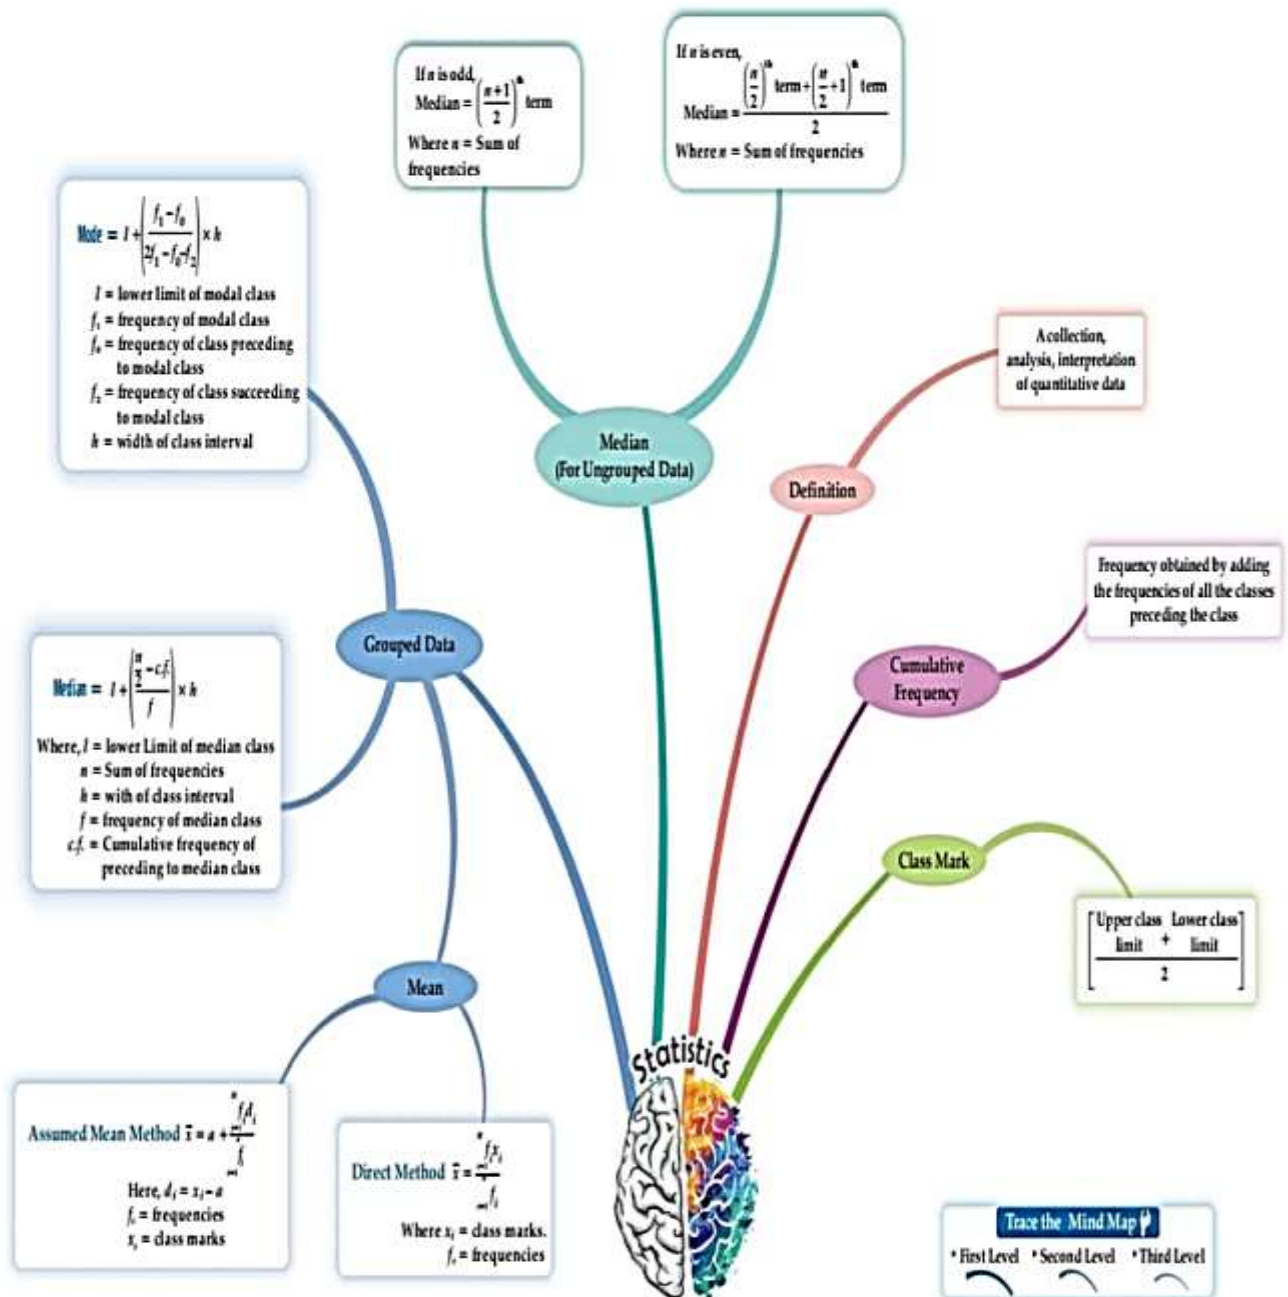 If n is odd,
Median = ((n+1)/2)^th term
Where n = Sum of
frequencies
If n is even,
Median = ((n/2)^th term + (n/2 + 1)^th term)/2
Where n = Sum of frequencies
Mode = l + ((f₁ – f₀)/(2f₁ – f₀ – f₂)) × h
l = lower limit of modal class
f₁ = frequency of modal class
f₀ = frequency of class preceding
to modal class
f₂ = frequency of class succeeding
to modal class
h = width of class interval
A collection,
analysis, interpretation
of quantitative data
Median
(For Ungrouped Data)
Definition
Frequency obtained by adding
the frequencies of all the classes
preceding the class
Grouped Data
Cumulative
Frequency
Median = l + ((n/2 – c.f.)/f) × h
Where, l = lower Limit of median class
n = Sum of frequencies
h = with of class interval
f = frequency of median class
c.f. = Cumulative frequency of
preceding to median class
Class Mark
[(Upper class limit + Lower class limit)/2]
Mean
Statistics
Assumed Mean Method x̄ = a + fᵢdᵢ/fᵢ
Here, dᵢ = xᵢ – a
fᵢ = frequencies
xᵢ = class marks
Direct Method x̄ = fᵢxᵢ/fᵢ
Where xᵢ = class marks.
fᵢ = frequencies
Trace the Mind Map
* First Level * Second Level * Third Level